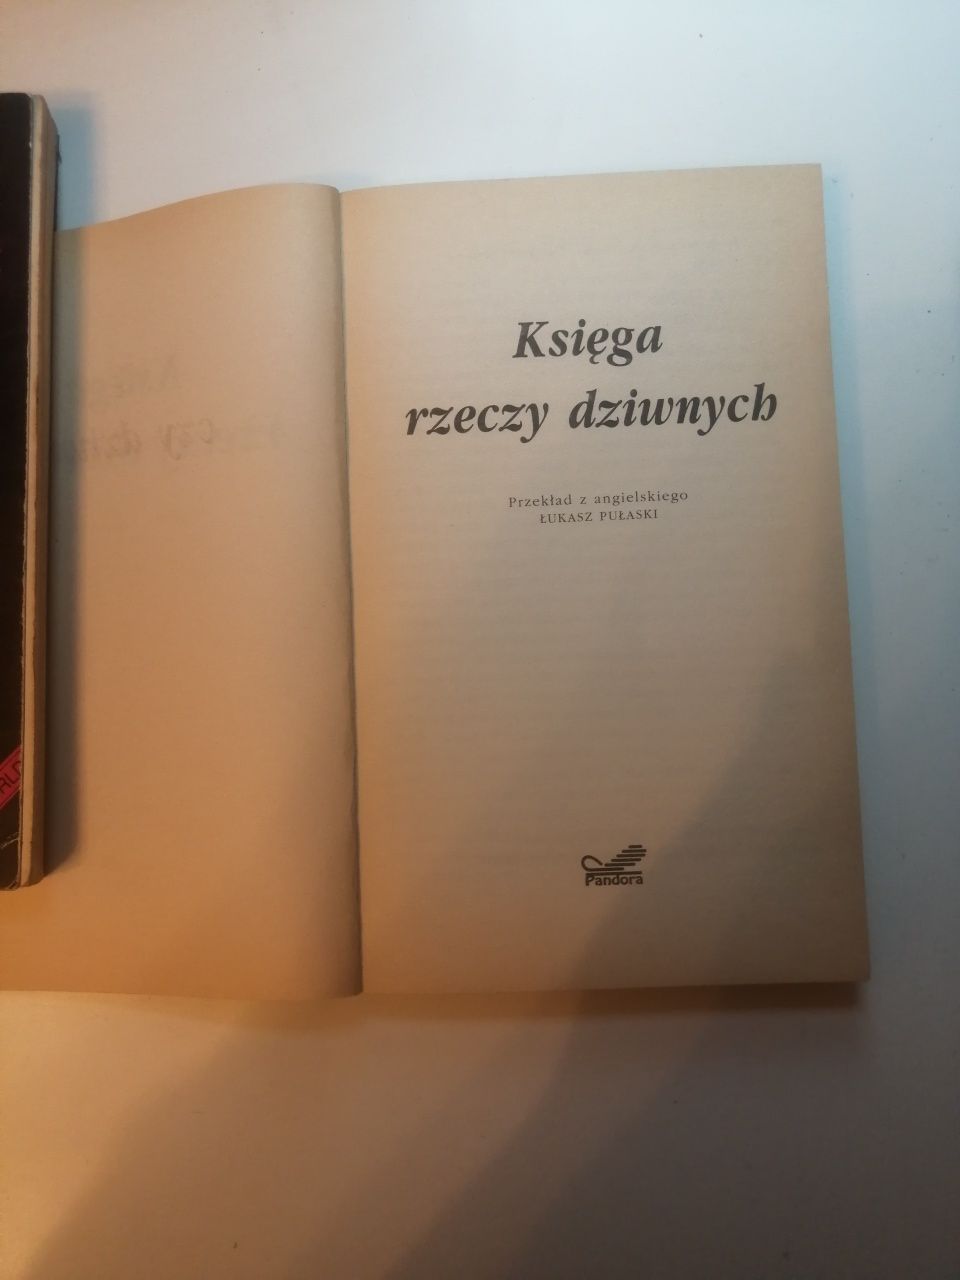 Księga
rzeczy dziwnych
Przekład z angielskiego
ŁUKASZ PUŁASKI
Pandora